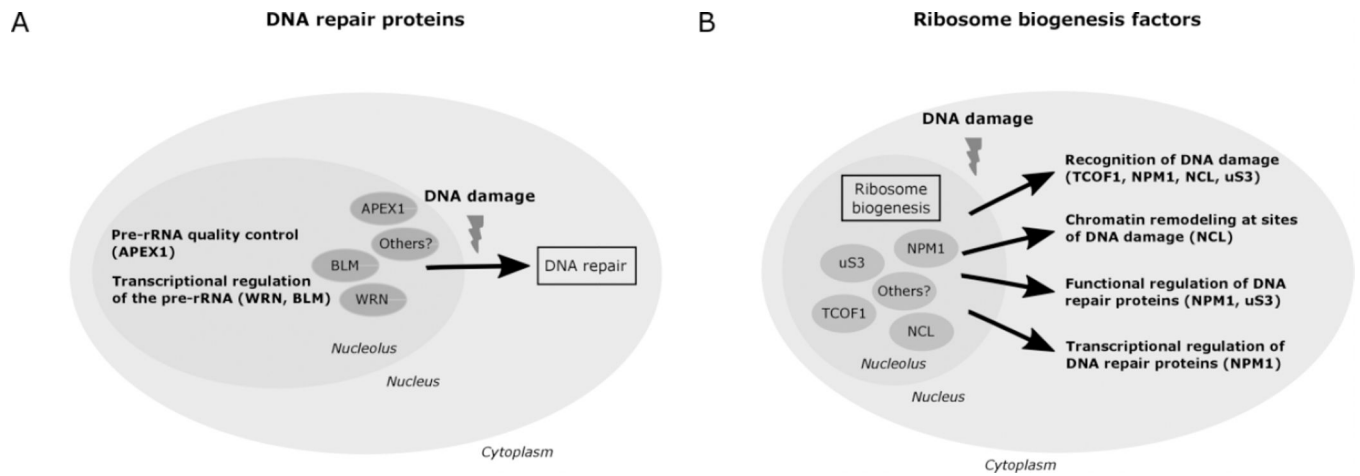 A
DNA repair proteins
DNA damage
APEX1
Others?
BLM
WRN
Pre-rRNA quality control
(APEX1)
Transcriptional regulation
of the pre-rRNA (WRN, BLM)
DNA repair
Nucleolus
Nucleus
Cytoplasm
B
Ribosome biogenesis factors
DNA damage
Ribosome
biogenesis
NPM1
uS3
Others?
TCOF1
NCL
Nucleolus
Nucleus
Cytoplasm
Recognition of DNA damage
(TCOF1, NPM1, NCL, uS3)
Chromatin remodeling at sites
of DNA damage (NCL)
Functional regulation of DNA
repair proteins (NPM1, uS3)
Transcriptional regulation of
DNA repair proteins (NPM1)